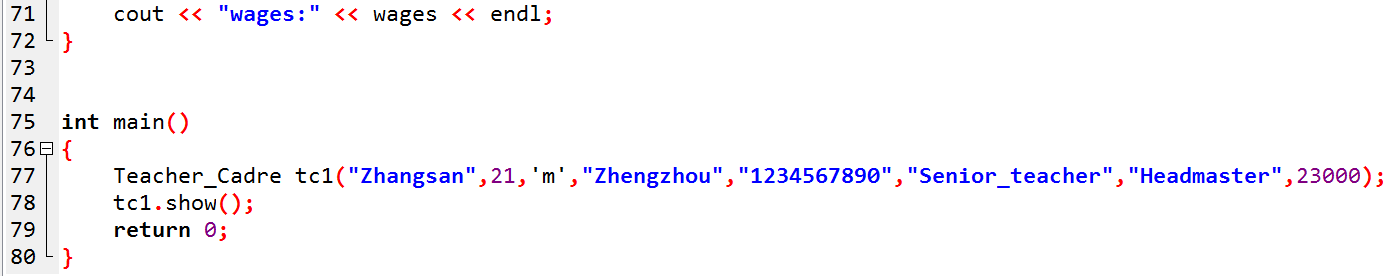 71 cout << "wages:" << wages << endl;
72 }
73
74
75 int main()
76 {
77 Teacher_Cadre tc1("Zhangsan",21,'m',"Zhengzhou","1234567890","Senior_teacher","Headmaster",23000);
78 tc1.show();
79 return 0;
80 }